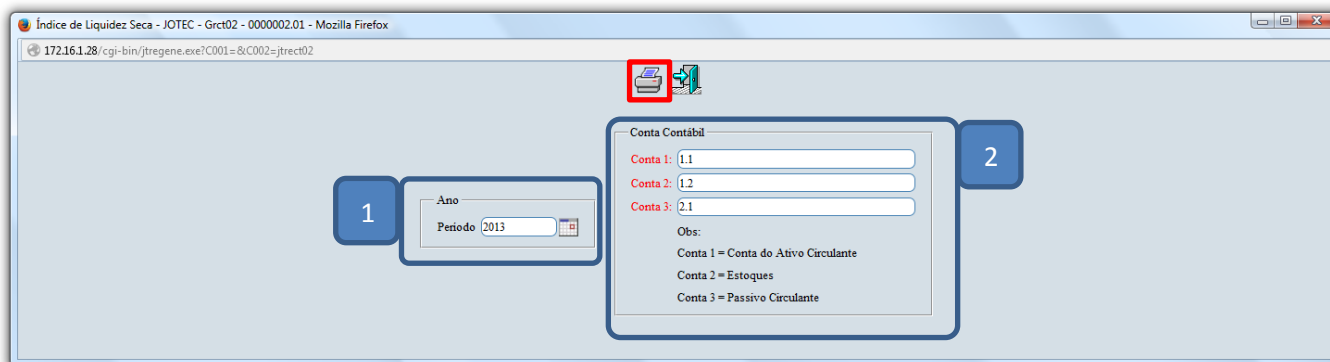 Índice de Liquidez Seca - JOTEC - Grct02 - 0000002.01 - Mozilla Firefox
172.16.1.28/cgi-bin/jtregene.exe?C001=&C002=jtrect02
1
Ano
Periodo 2013
Conta Contábil
Conta 1: 1.1
Conta 2: 1.2
Conta 3: 2.1
Obs:
Conta 1 = Conta do Ativo Circulante
Conta 2 = Estoques
Conta 3 = Passivo Circulante
2